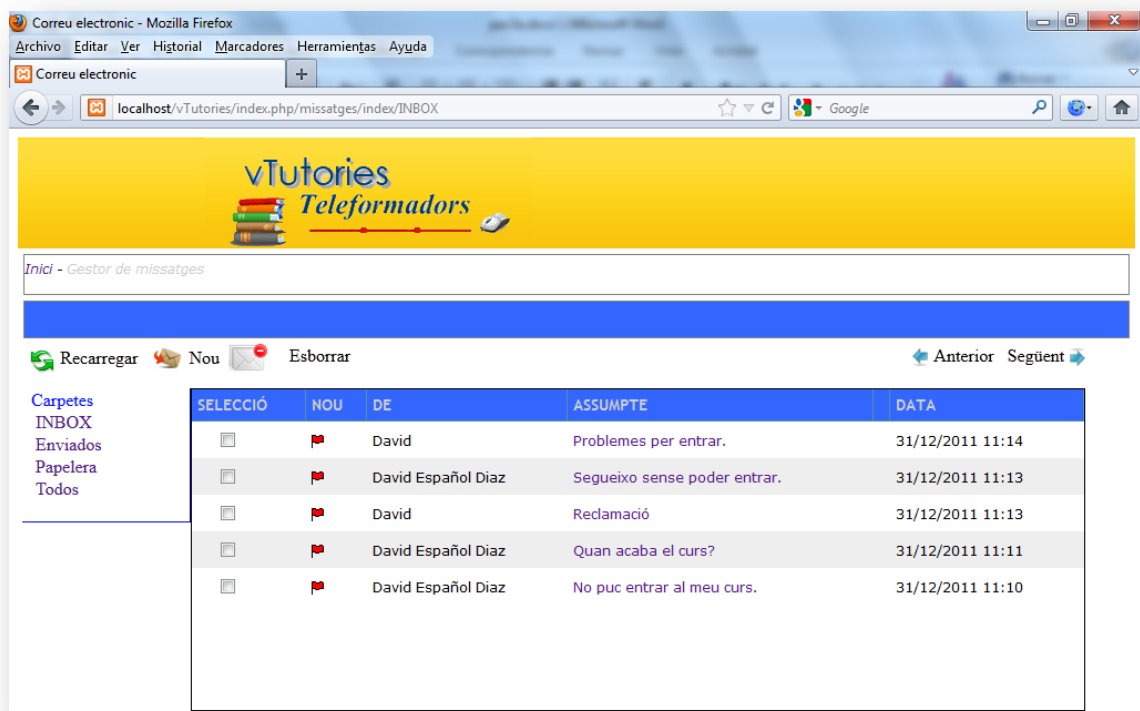 Correu electronic - Mozilla Firefox
Archivo Editar Ver Historial Marcadores Herramientas Ayuda
Correu electronic
localhost/vTutories/index.php/missatges/index/INBOX Google
vTutories
Teleformadors
Inici - Gestor de missatges
Recarregar Nou Esborrar Anterior Següent
Carpetes
INBOX
Enviados
Papelera
Todos
SELECCIÓ NOU DE ASSUMPTE DATA
David Problemes per entrar. 31/12/2011 11:14
David Español Diaz Segueixo sense poder entrar. 31/12/2011 11:13
David Reclamació 31/12/2011 11:13
David Español Diaz Quan acaba el curs? 31/12/2011 11:11
David Español Diaz No puc entrar al meu curs. 31/12/2011 11:10